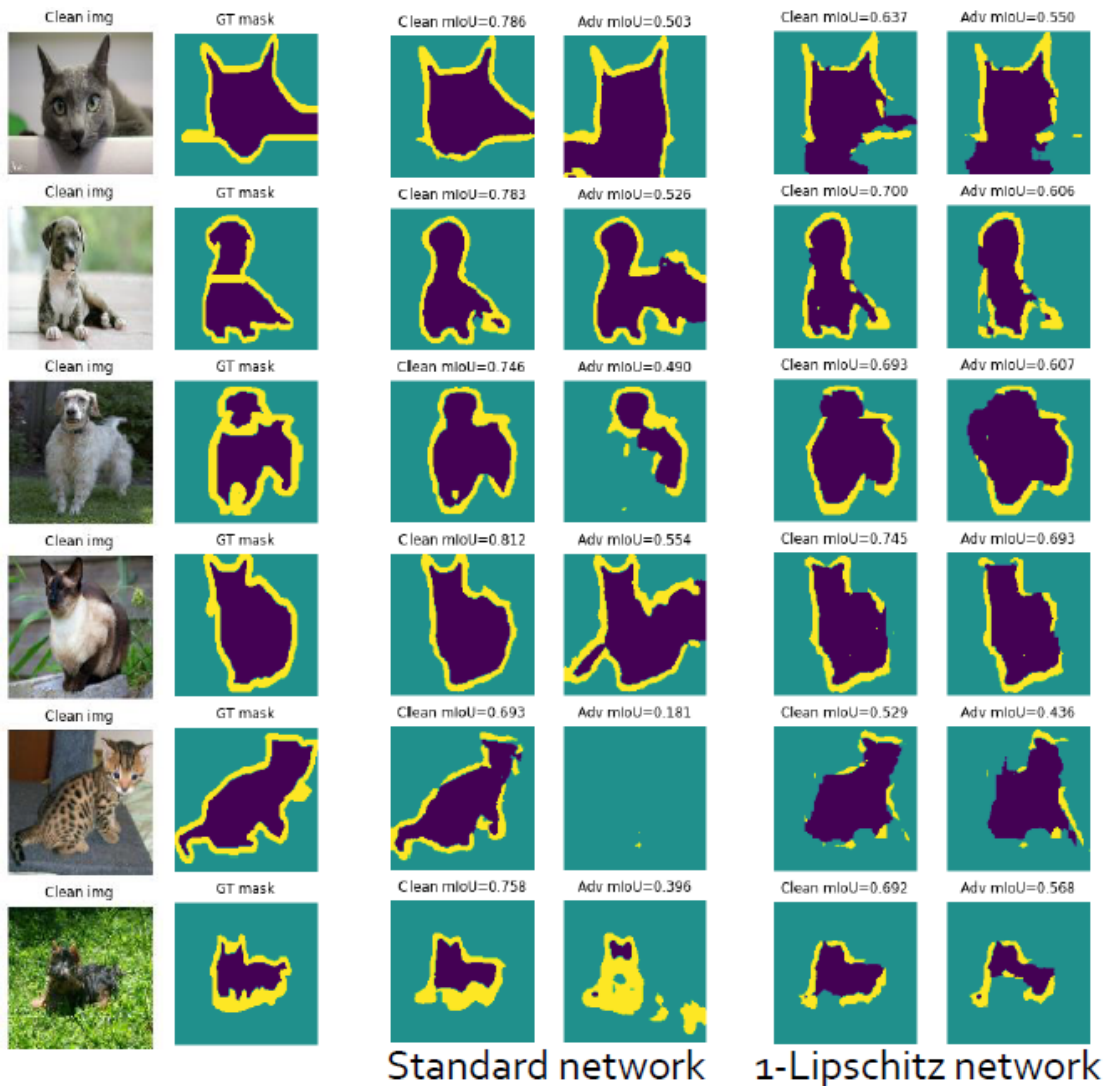 Clean img GT mask Clean mIoU=0.786 Adv mIoU=0.503 Clean mIoU=0.637 Adv mIoU=0.550
Clean img GT mask Clean mIoU=0.783 Adv mIoU=0.526 Clean mIoU=0.700 Adv mIoU=0.606
Clean img GT mask Clean mIoU=0.746 Adv mIoU=0.490 Clean mIoU=0.693 Adv mIoU=0.607
Clean img GT mask Clean mIoU=0.812 Adv mIoU=0.554 Clean mIoU=0.745 Adv mIoU=0.693
Clean img GT mask Clean mIoU=0.693 Adv mIoU=0.181 Clean mIoU=0.529 Adv mIoU=0.436
Clean img GT mask Clean mIoU=0.758 Adv mIoU=0.396 Clean mIoU=0.692 Adv mIoU=0.568
Standard network 1-Lipschitz network